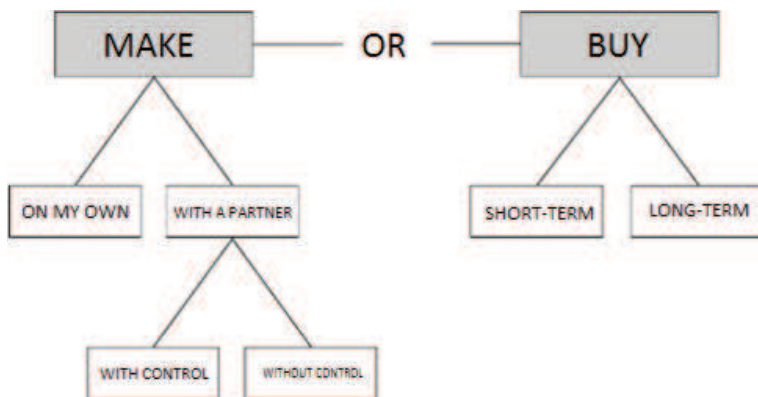 MAKE OR BUY
ON MY OWN WITH A PARTNER SHORT-TERM LONG-TERM
WITH CONTROL WITHOUT CONTROL